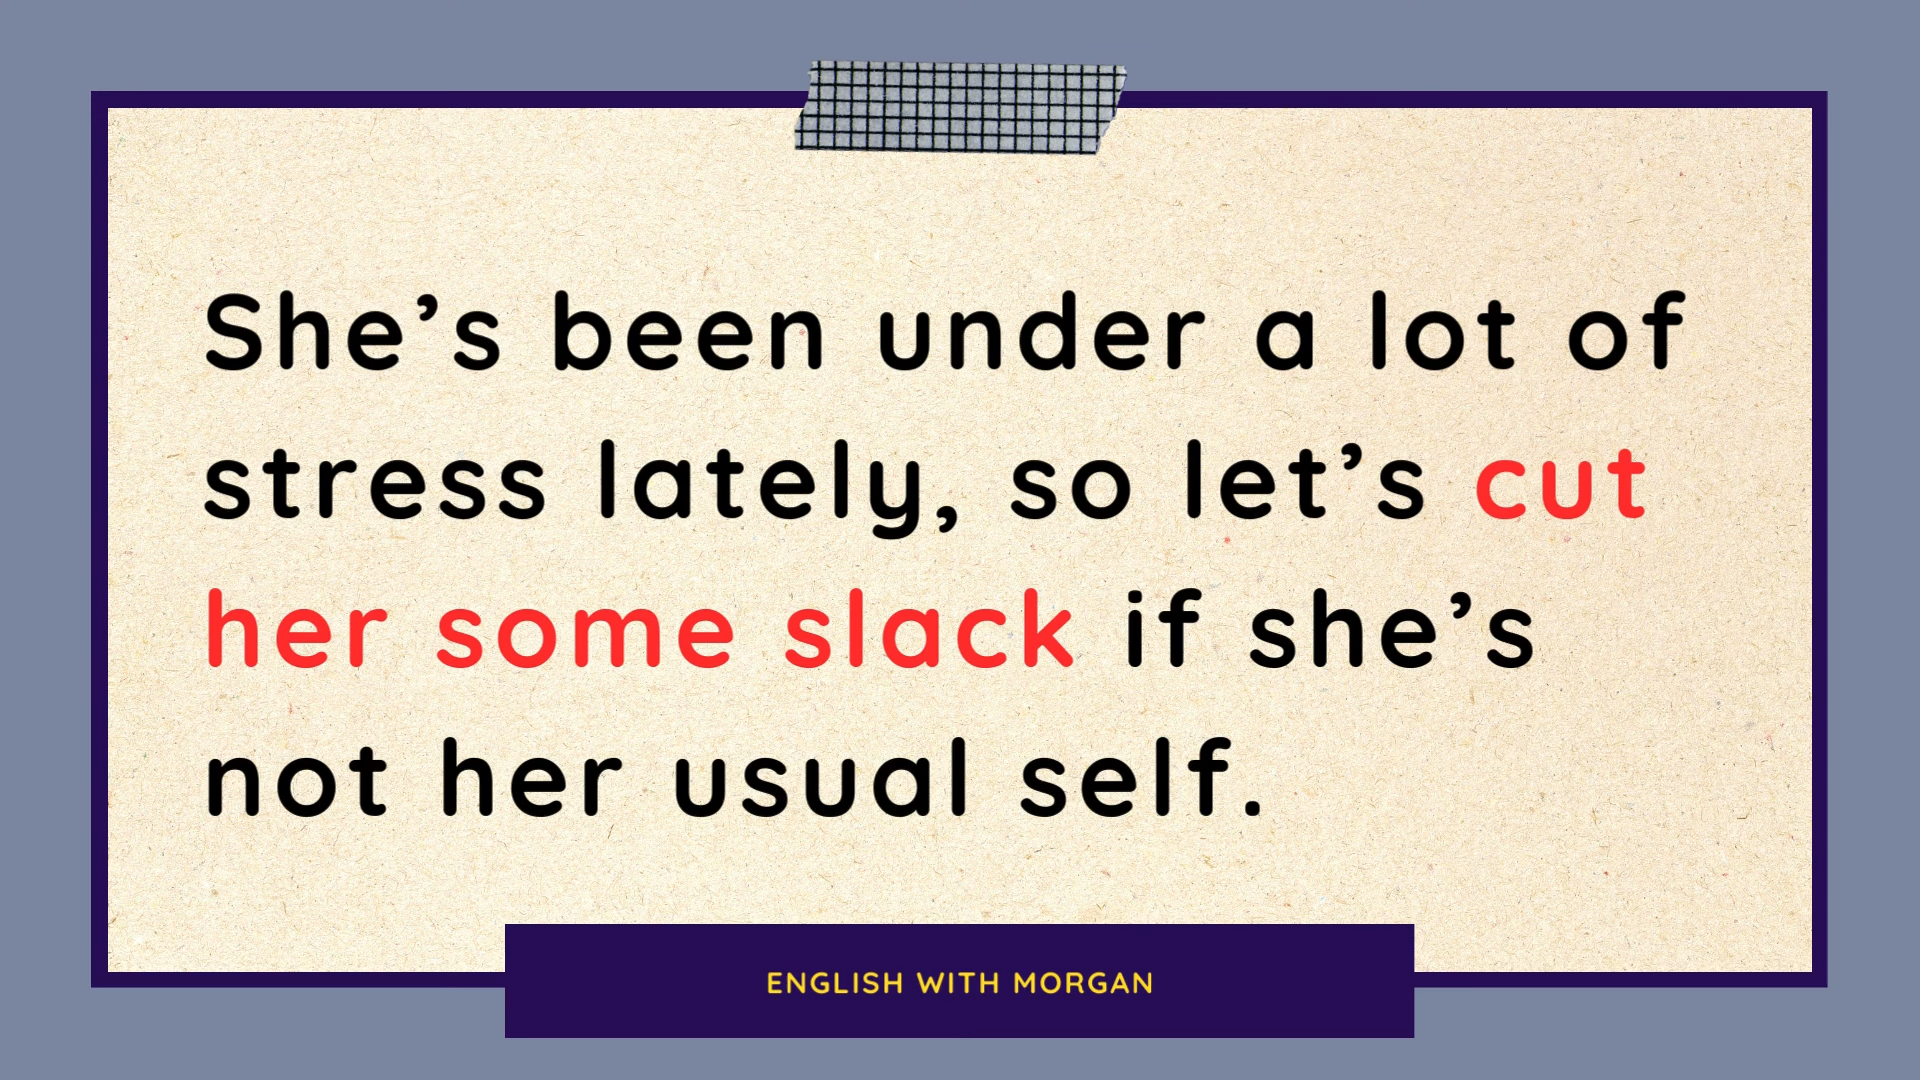 She’s been under a lot of
stress lately, so let’s cut
her some slack if she’s
not her usual self.
ENGLISH WITH MORGAN